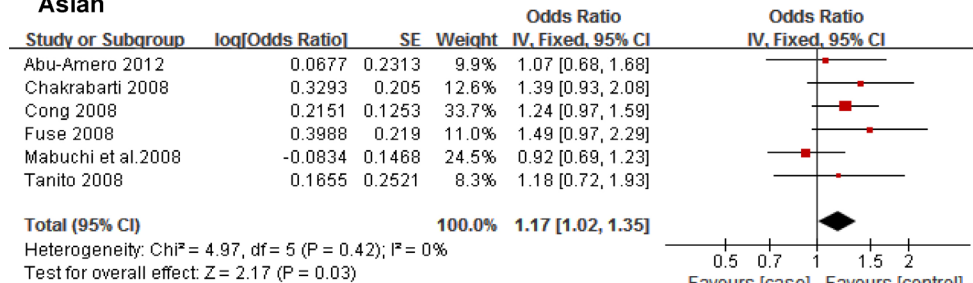 Asian
Odds Ratio Odds Ratio
Study or Subgroup log[Odds Ratio] SE Weight IV, Fixed, 95% CI IV, Fixed, 95% CI
Abu-Amero 2012 0.0677 0.2313 9.9% 1.07 [0.68, 1.68]
Chakrabarti 2008 0.3293 0.205 12.6% 1.39 [0.93, 2.08]
Cong 2008 0.2151 0.1253 33.7% 1.24 [0.97, 1.59]
Fuse 2008 0.3988 0.219 11.0% 1.49 [0.97, 2.29]
Mabuchi et al.2008 -0.0834 0.1468 24.5% 0.92 [0.69, 1.23]
Tanito 2008 0.1655 0.2521 8.3% 1.18 [0.72, 1.93]
Total (95% CI) 100.0% 1.17 [1.02, 1.35]
Heterogeneity: Chi² = 4.97, df = 5 (P = 0.42); I² = 0%
Test for overall effect: Z = 2.17 (P = 0.03)
0.5 0.7 1 1.5 2
Favours [case] Favours [control]